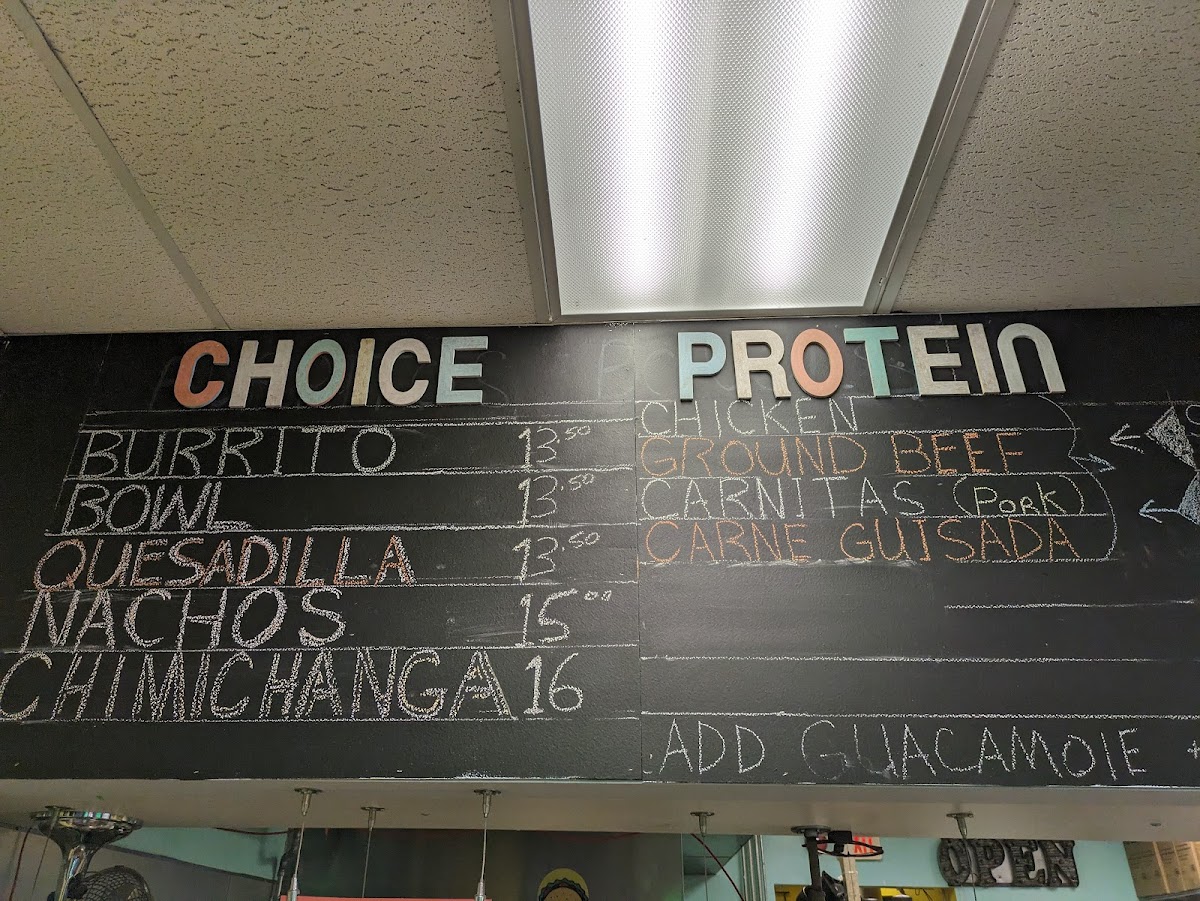 CHOICE
BURRITO 13.50
BOWL 13.50
QUESADILLA 13.50
NACHOS 15.00
CHIMICHANGA 16
PROTEIN
CHICKEN
GROUND BEEF
CARNITAS (PORK)
CARNE GUISADA
ADD GUACAMOLE +
OPEN